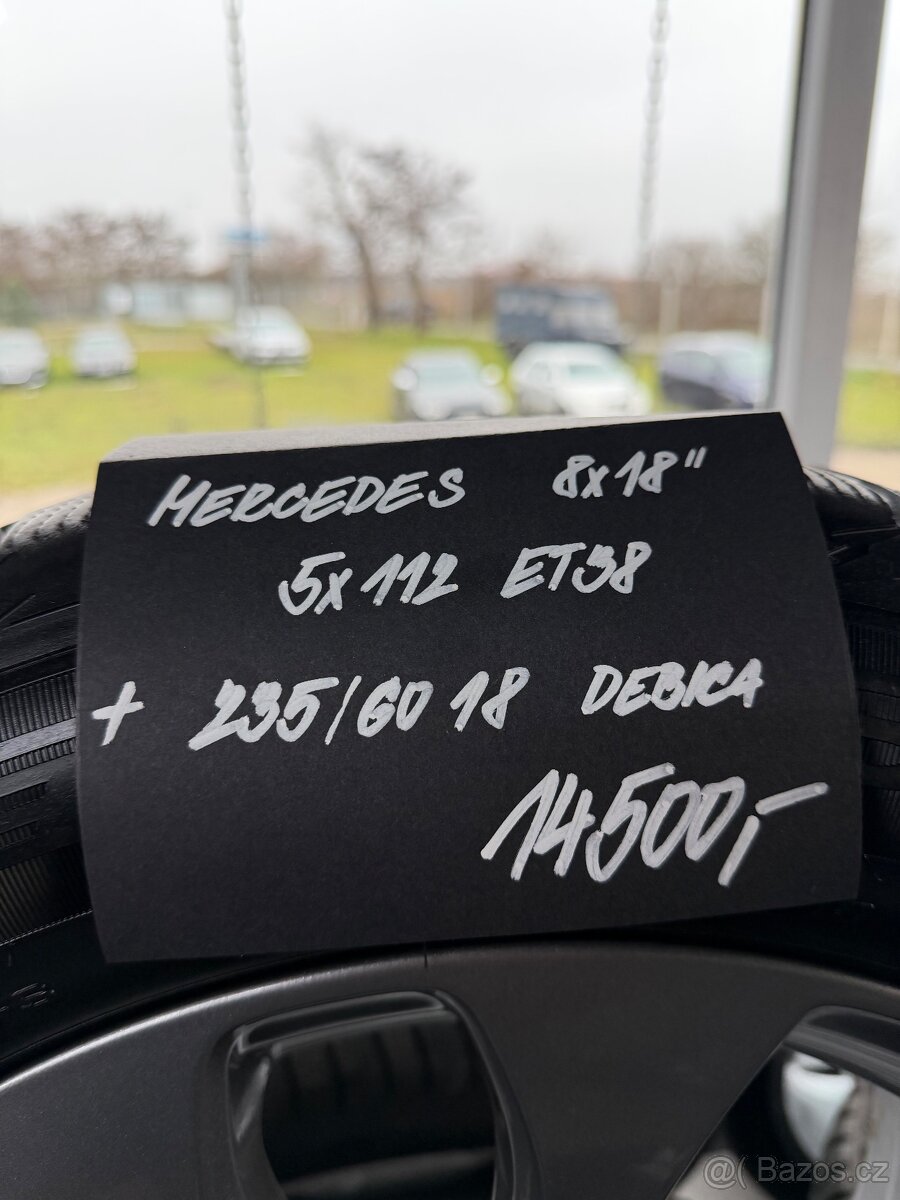 MERCEDES 8x18"
5x112 ET38
+ 235/60 18 DEBICA
14500,-
@( Bazos.cz